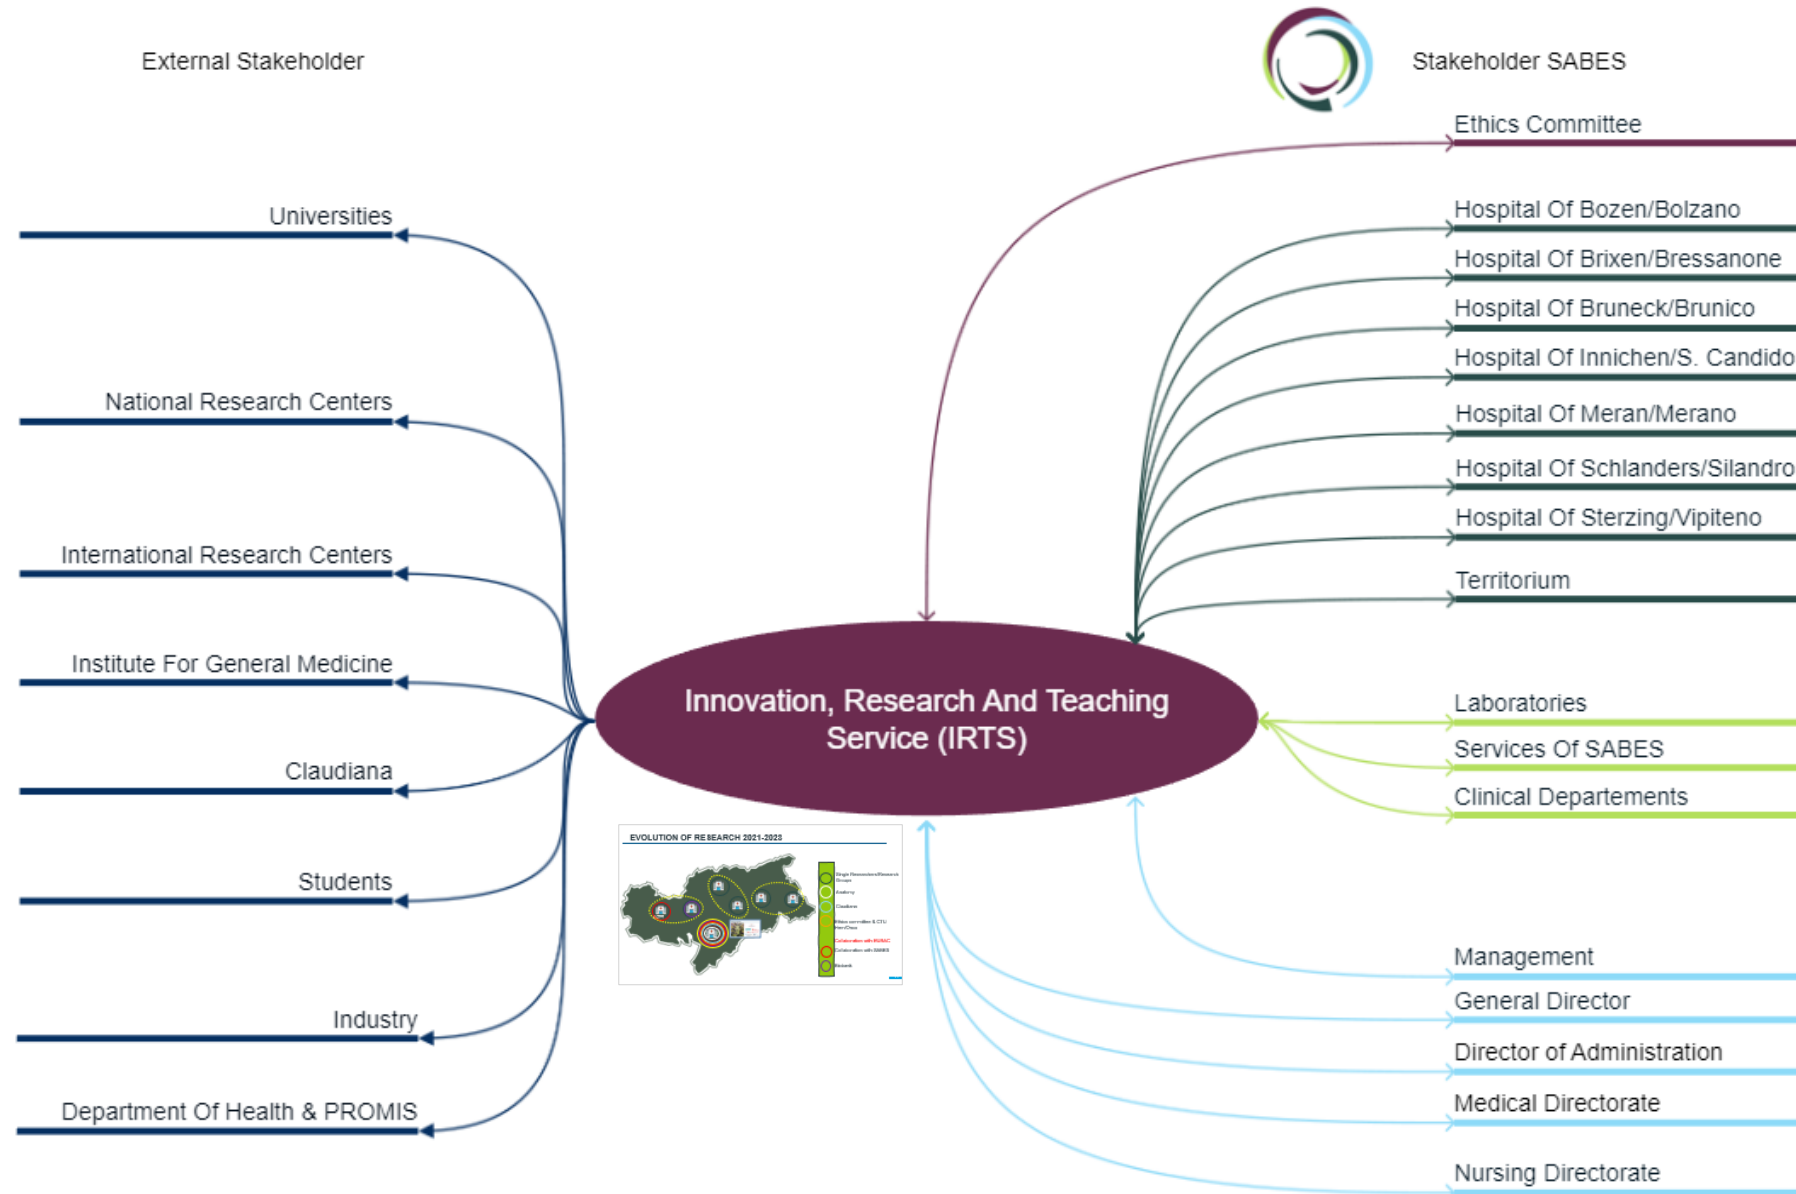 External Stakeholder
Stakeholder SABES
Ethics Committee
Universities
Hospital Of Bozen/Bolzano
Hospital Of Brixen/Bressanone
Hospital Of Bruneck/Brunico
Hospital Of Innichen/S. Candido
National Research Centers
Hospital Of Meran/Merano
Hospital Of Schlanders/Silandro
Hospital Of Sterzing/Vipiteno
International Research Centers
Territorium
Institute For General Medicine
Innovation, Research And Teaching
Service (IRTS)
Laboratories
Services Of SABES
Clinical Departements
Claudiana
EVOLUTION OF RESEARCH 2021-2023
Students
Management
General Director
Industry
Director of Administration
Medical Directorate
Department Of Health & PROMIS
Nursing Directorate